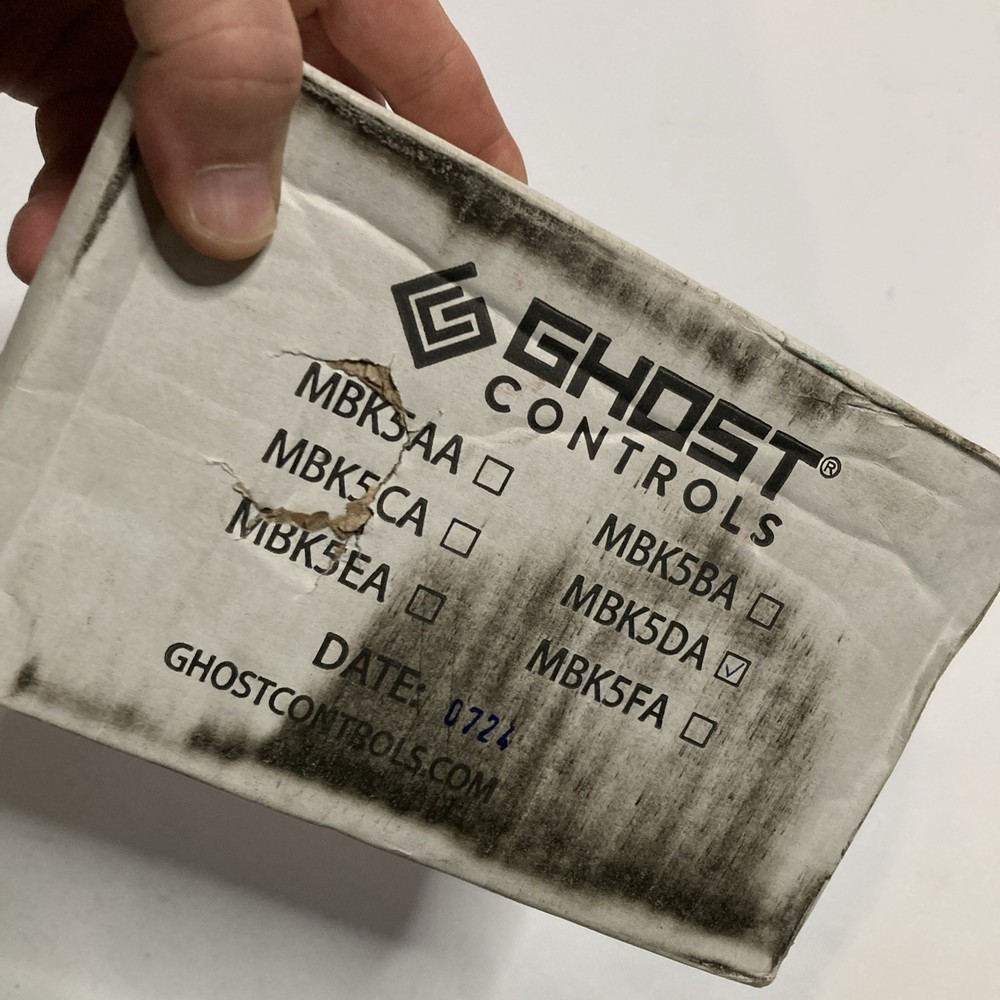 GHOST®
CONTROLS
MBK5AA ☐
MBK5BA ☐
MBK5CA ☐
MBK5DA ☑
MBK5EA ☐
MBK5FA ☐
DATE: 0724
GHOSTCONTROLS.COM